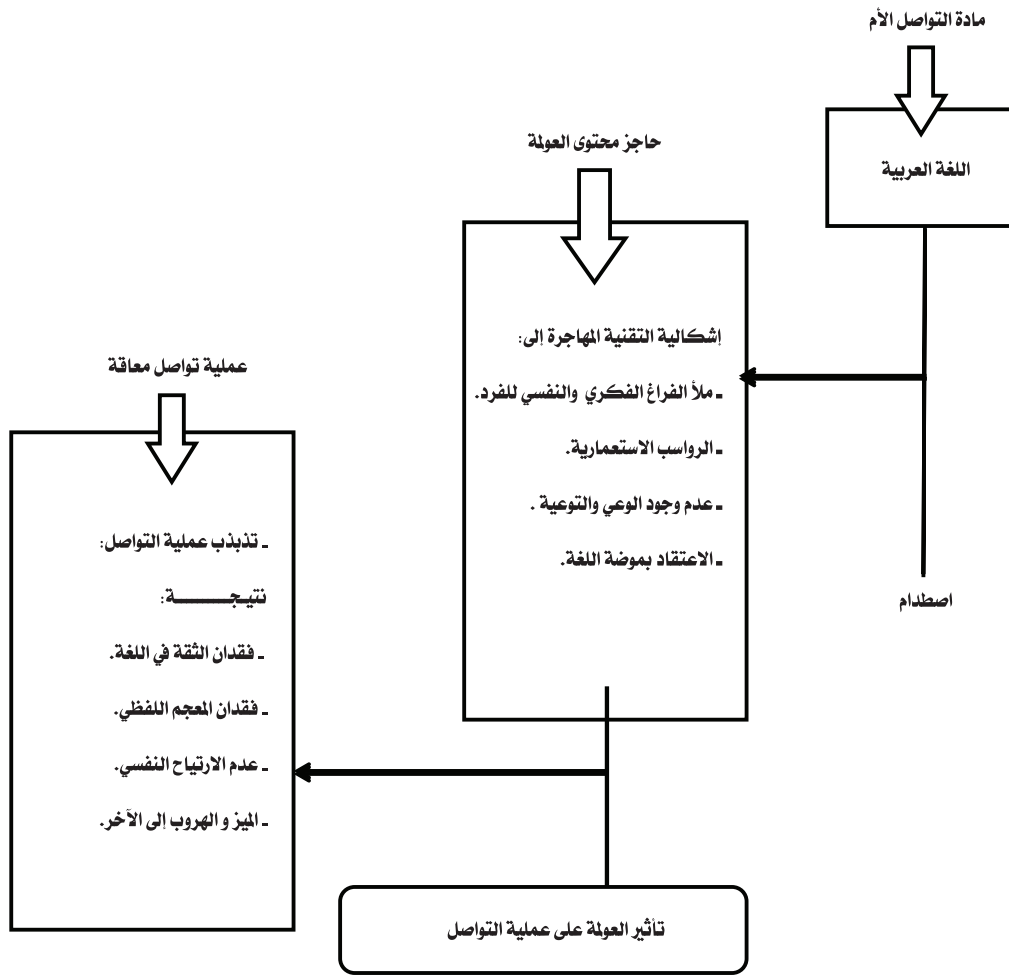 مادة التواصل الأم
اللغة العربية
اصطدام
حاجز محتوى العولمة
إشكالية التقنية المهاجرة إلى:
ـ ملأ الفراغ الفكري والنفسي للفرد.
ـ الرواسب الاستعمارية.
ـ عدم وجود الوعي والتوعية .
ـ الاعتقاد بموضة اللغة.
عملية تواصل معاقة
ـ تذبذب عملية التواصل:
نتيجـــــــــة:
ـ فقدان الثقة في اللغة.
ـ فقدان المعجم اللفظي.
ـ عدم الارتياح النفسي.
ـ الميز و الهروب إلى الآخر.
تأثير العولمة على عملية التواصل